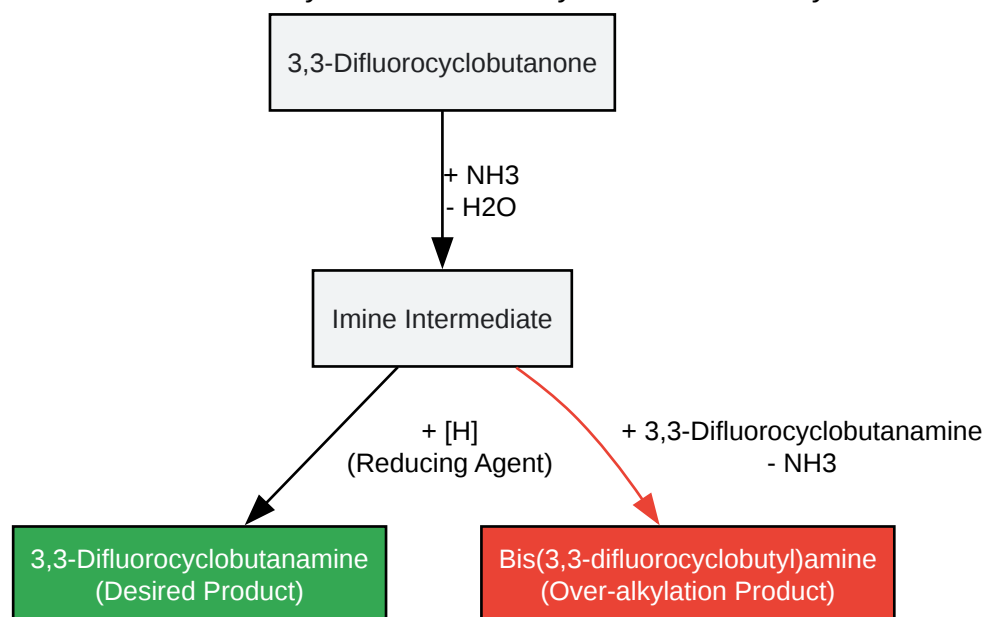 3,3-Difluorocyclobutanone
+ NH3
- H2O
Imine Intermediate
+ [H]
(Reducing Agent)
+ 3,3-Difluorocyclobutanamine
- NH3
3,3-Difluorocyclobutanamine
(Desired Product)
Bis(3,3-difluorocyclobutyl)amine
(Over-alkylation Product)